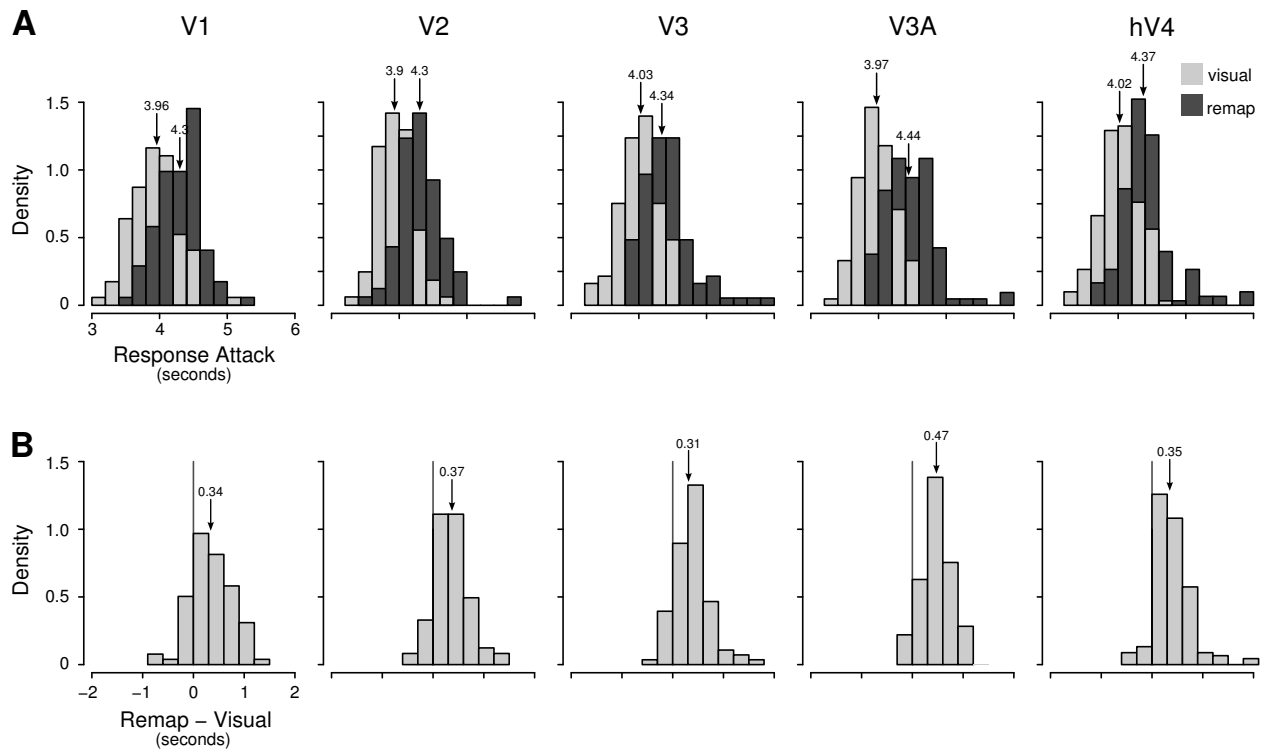 A
V1
V2
V3
V3A
hV4
visual
remap
3.96
4.3
3.9
4.3
4.03
4.34
3.97
4.44
4.02
4.37
Density
1.5
1.0
0.5
0
3 4 5 6
Response Attack
(seconds)
B
0.34
0.37
0.31
0.47
0.35
Density
1.5
1.0
0.5
0
−2 −1 0 1 2
Remap − Visual
(seconds)